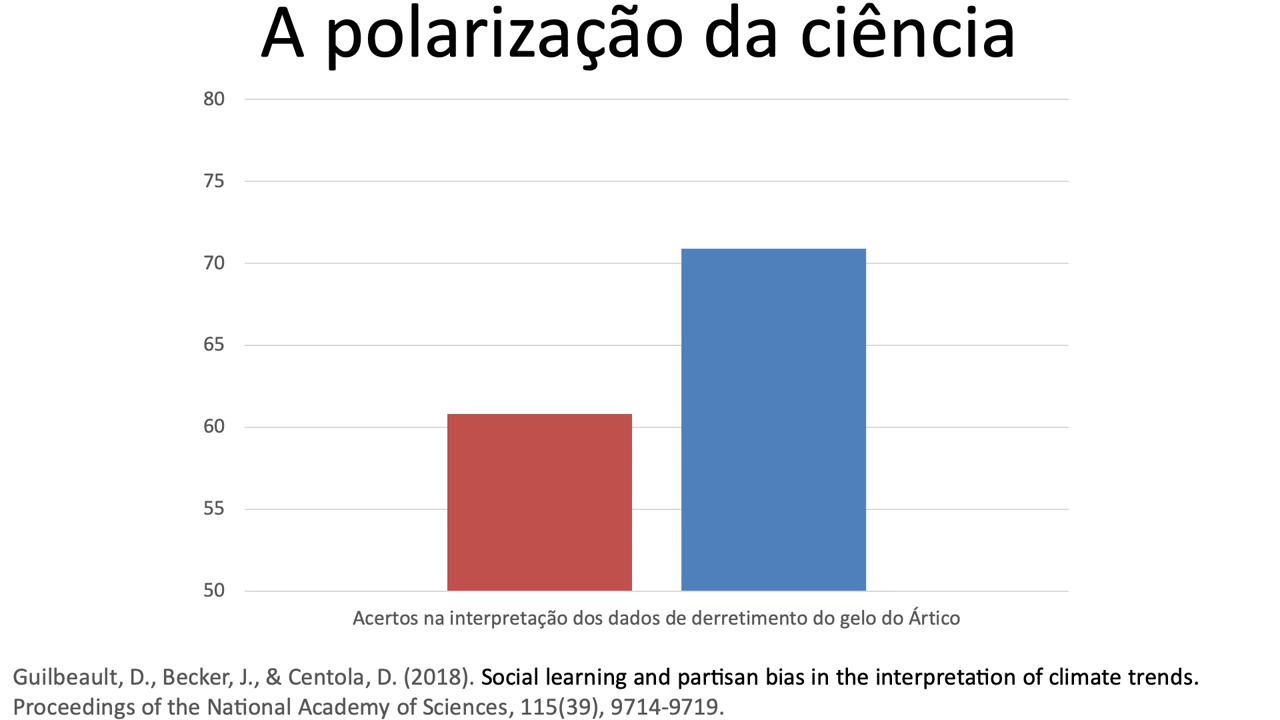 A polarização da ciência
80
75
70
65
60
55
50
Acertos na interpretação dos dados de derretimento do gelo do Ártico
Guilbeault, D., Becker, J., & Centola, D. (2018). Social learning and partisan bias in the interpretation of climate trends.
Proceedings of the National Academy of Sciences, 115(39), 9714-9719.